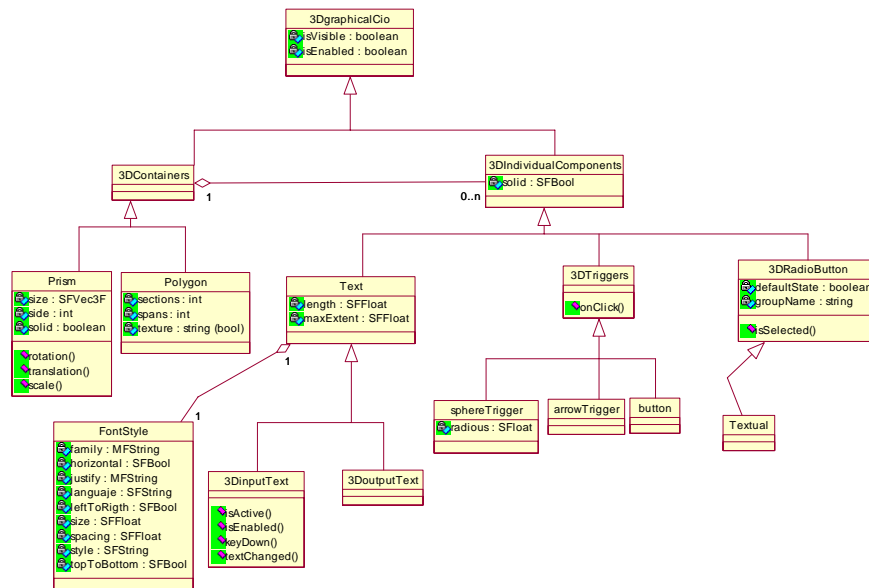 3DgraphicalCio
isVisible : boolean
isEnabled : boolean
3DContainers
1
0..n
3DIndividualComponents
solid : SFBool
Prism
size : SFVec3F
side : int
solid : boolean
rotation()
translation()
scale()
Polygon
sections : int
spans : int
texture : string (bool)
Text
length : SFFloat
maxExtent : SFFloat
1
1
3DTriggers
onClick()
3DRadioButton
defaultState : boolean
groupName : string
isSelected()
FontStyle
family : MFString
horizontal : SFBool
justify : MFString
languaje : SFString
leftToRigth : SFBool
size : SFFloat
spacing : SFFloat
style : SFString
topToBottom : SFBool
3DinputText
isActive()
isEnabled()
keyDown()
textChanged()
3DoutputText
sphereTrigger
radious : SFloat
arrowTrigger
button
Textual